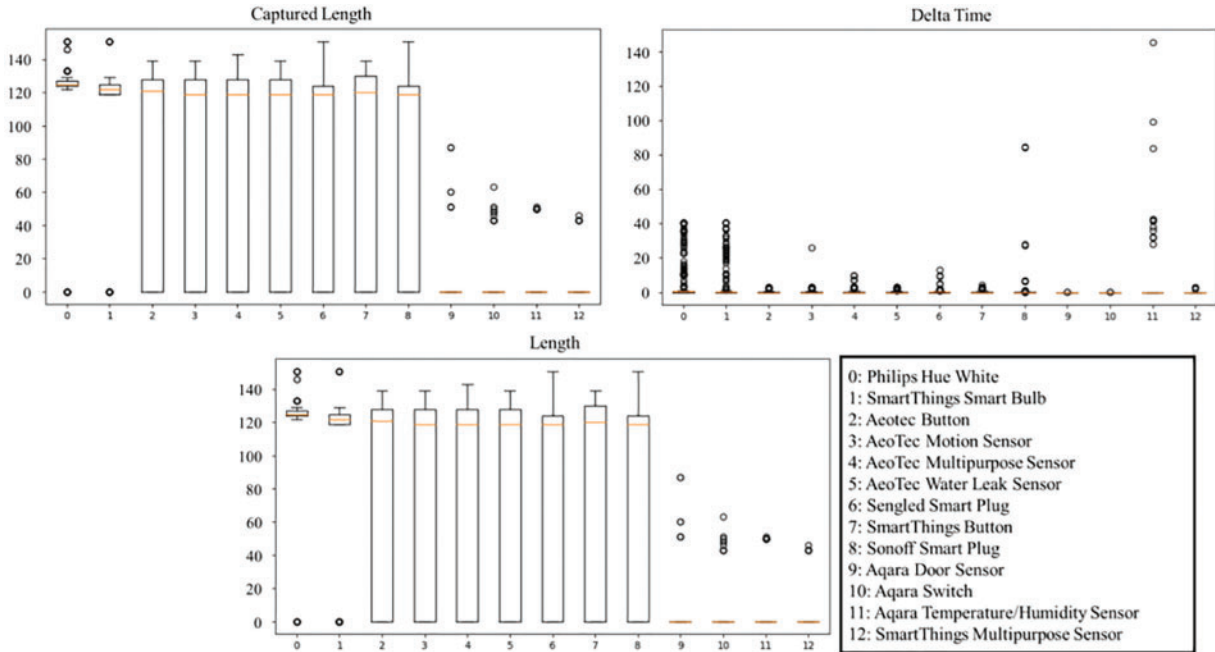 Captured Length
140
120
100
80
60
40
20
0
0 1 2 3 4 5 6 7 8 9 10 11 12
Delta Time
140
120
100
80
60
40
20
0
0 1 2 3 4 5 6 7 8 9 10 11 12
Length
140
120
100
80
60
40
20
0
0 1 2 3 4 5 6 7 8 9 10 11 12
0: Philips Hue White
1: SmartThings Smart Bulb
2: Aeotec Button
3: AeoTec Motion Sensor
4: AeoTec Multipurpose Sensor
5: AeoTec Water Leak Sensor
6: Sengled Smart Plug
7: SmartThings Button
8: Sonoff Smart Plug
9: Aqara Door Sensor
10: Aqara Switch
11: Aqara Temperature/Humidity Sensor
12: SmartThings Multipurpose Sensor